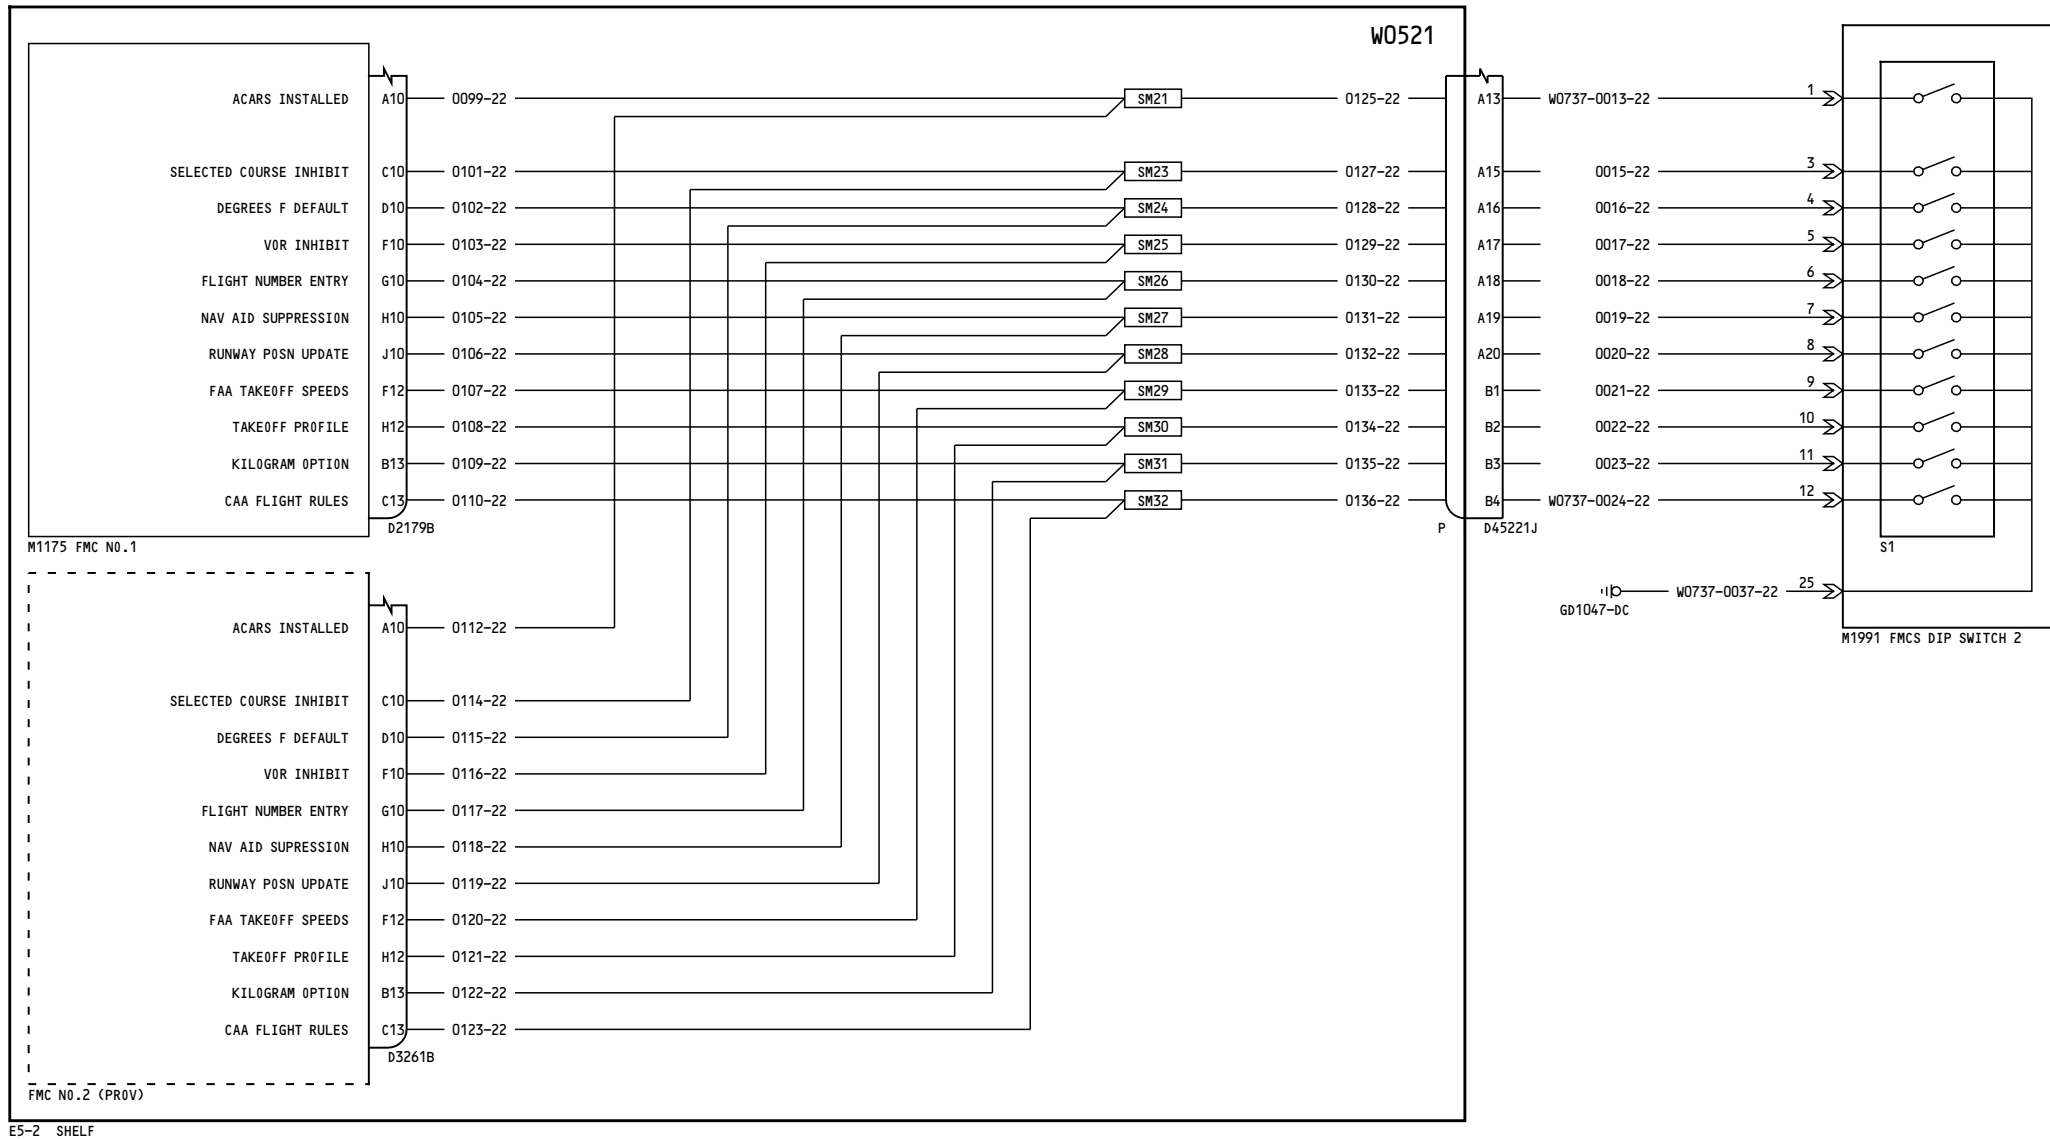 W0521
ACARS INSTALLED A10 0099-22 SM21 0125-22 A13 W0737-0013-22 1
SELECTED COURSE INHIBIT C10 0101-22 SM23 0127-22 A15 0015-22 3
DEGREES F DEFAULT D10 0102-22 SM24 0128-22 A16 0016-22 4
VOR INHIBIT F10 0103-22 SM25 0129-22 A17 0017-22 5
FLIGHT NUMBER ENTRY G10 0104-22 SM26 0130-22 A18 0018-22 6
NAV AID SUPPRESSION H10 0105-22 SM27 0131-22 A19 0019-22 7
RUNWAY POSN UPDATE J10 0106-22 SM28 0132-22 A20 0020-22 8
FAA TAKEOFF SPEEDS F12 0107-22 SM29 0133-22 B1 0021-22 9
TAKEOFF PROFILE H12 0108-22 SM30 0134-22 B2 0022-22 10
KILOGRAM OPTION B13 0109-22 SM31 0135-22 B3 0023-22 11
CAA FLIGHT RULES C13 0110-22 SM32 0136-22 B4 W0737-0024-22 12
D2179B P D45221J
M1175 FMC NO.1 S1
W0737-0037-22 25
GD1047-DC
ACARS INSTALLED A10 0112-22
M1991 FMCS DIP SWITCH 2
SELECTED COURSE INHIBIT C10 0114-22
DEGREES F DEFAULT D10 0115-22
VOR INHIBIT F10 0116-22
FLIGHT NUMBER ENTRY G10 0117-22
NAV AID SUPRESSION H10 0118-22
RUNWAY POSN UPDATE J10 0119-22
FAA TAKEOFF SPEEDS F12 0120-22
TAKEOFF PROFILE H12 0121-22
KILOGRAM OPTION B13 0122-22
CAA FLIGHT RULES C13 0123-22
D3261B
FMC NO.2 (PROV)
E5-2 SHELF